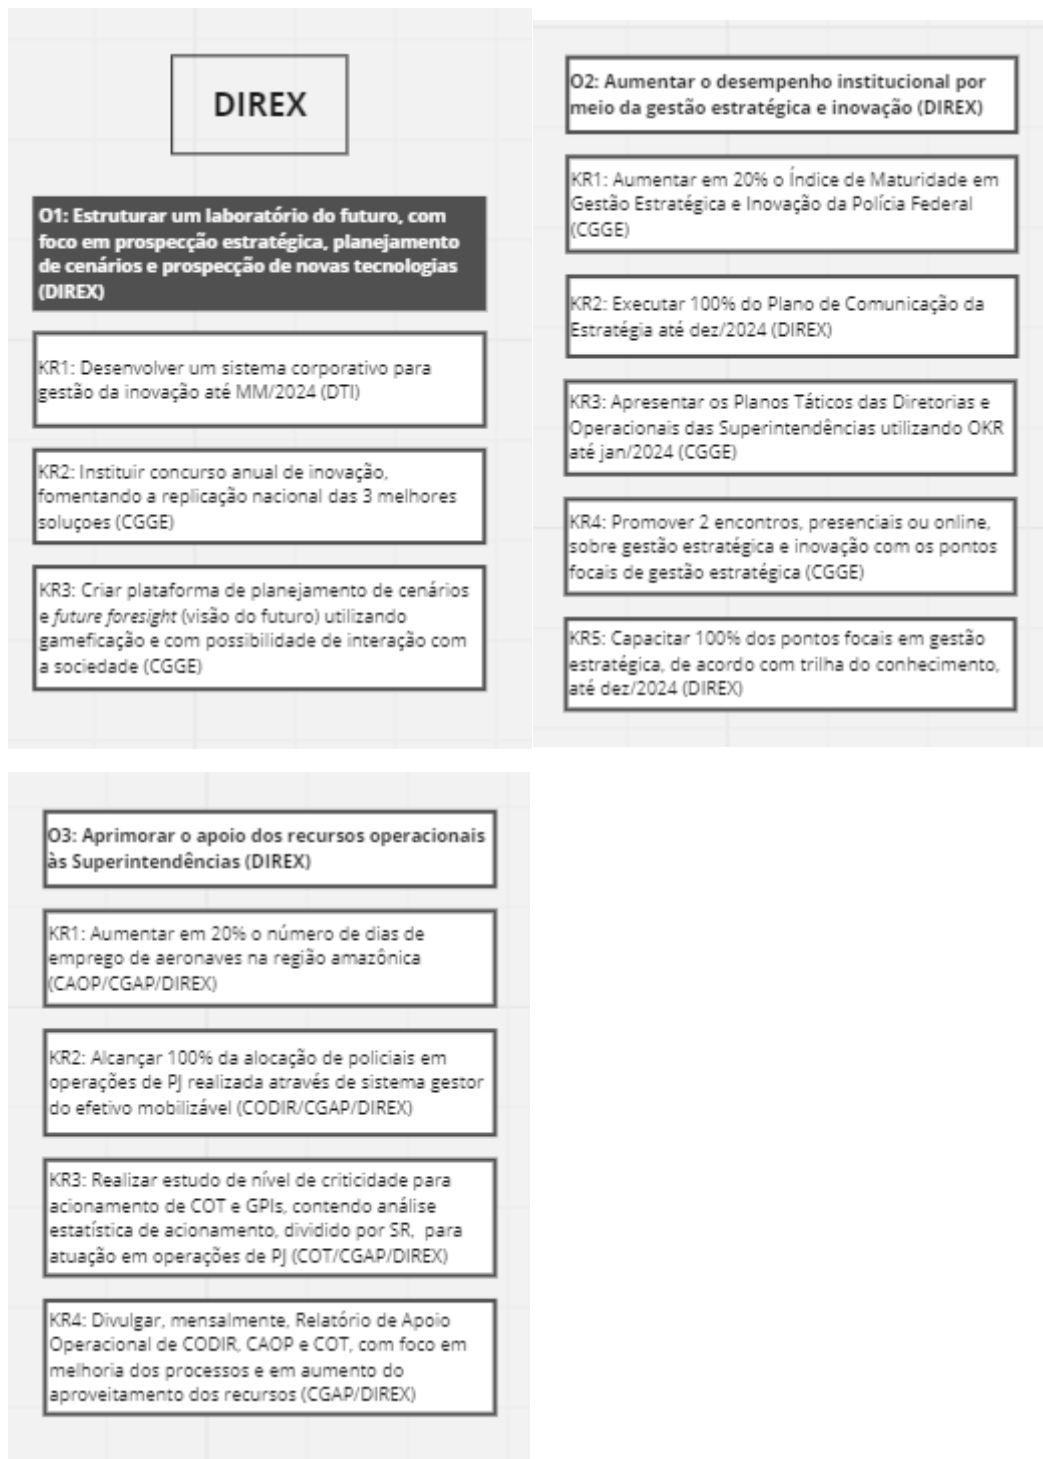 DIREX
O1: Estruturar um laboratório do futuro, com
foco em prospecção estratégica, planejamento
de cenários e prospecção de novas tecnologias
(DIREX)
KR1: Desenvolver um sistema corporativo para
gestão da inovação até MM/2024 (DTI)
KR2: Instituir concurso anual de inovação,
fomentando a replicação nacional das 3 melhores
soluçoes (CGGE)
KR3: Criar plataforma de planejamento de cenários
e future foresight (visão do futuro) utilizando
gameficação e com possibilidade de interação com
a sociedade (CGGE)
O2: Aumentar o desempenho institucional por
meio da gestão estratégica e inovação (DIREX)
KR1: Aumentar em 20% o Índice de Maturidade em
Gestão Estratégica e Inovação da Polícia Federal
(CGGE)
KR2: Executar 100% do Plano de Comunicação da
Estratégia até dez/2024 (DIREX)
KR3: Apresentar os Planos Táticos das Diretorias e
Operacionais das Superintendências utilizando OKR
até jan/2024 (CGGE)
KR4: Promover 2 encontros, presenciais ou online,
sobre gestão estratégica e inovação com os pontos
focais de gestão estratégica (CGGE)
KR5: Capacitar 100% dos pontos focais em gestão
estratégica, de acordo com trilha do conhecimento,
até dez/2024 (DIREX)
O3: Aprimorar o apoio dos recursos operacionais
às Superintendências (DIREX)
KR1: Aumentar em 20% o número de dias de
emprego de aeronaves na região amazônica
(CAOP/CGAP/DIREX)
KR2: Alcançar 100% da alocação de policiais em
operações de PJ realizada através de sistema gestor
do efetivo mobilizável (CODIR/CGAP/DIREX)
KR3: Realizar estudo de nível de criticidade para
acionamento de COT e GPIs, contendo análise
estatística de acionamento, dividido por SR, para
atuação em operações de PJ (COT/CGAP/DIREX)
KR4: Divulgar, mensalmente, Relatório de Apoio
Operacional de CODIR, CAOP e COT, com foco em
melhoria dos processos e em aumento do
aproveitamento dos recursos (CGAP/DIREX)